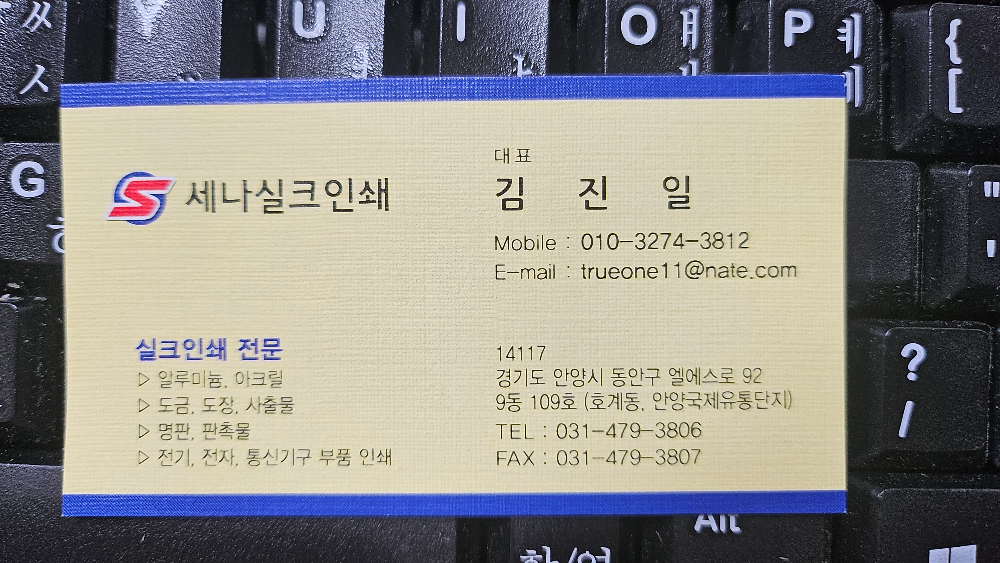 ㅆ
ㅅ
U
I
O
ㅒ
ㅐ
P
ㅖ
ㅔ
{
[
G
세나실크인쇄
대표
김 진 일
Mobile : 010-3274-3812
E-mail : trueone11@nate.com
실크인쇄 전문
▷ 알루미늄, 아크릴
▷ 도금, 도장, 사출물
▷ 명판, 판촉물
▷ 전기, 전자, 통신기구 부품 인쇄
14117
경기도 안양시 동안구 엘에스로 92
9동 109호 (호계동, 안양국제유통단지)
TEL : 031-479-3806
FAX : 031-479-3807
"
'
?
/
Alt
한/영